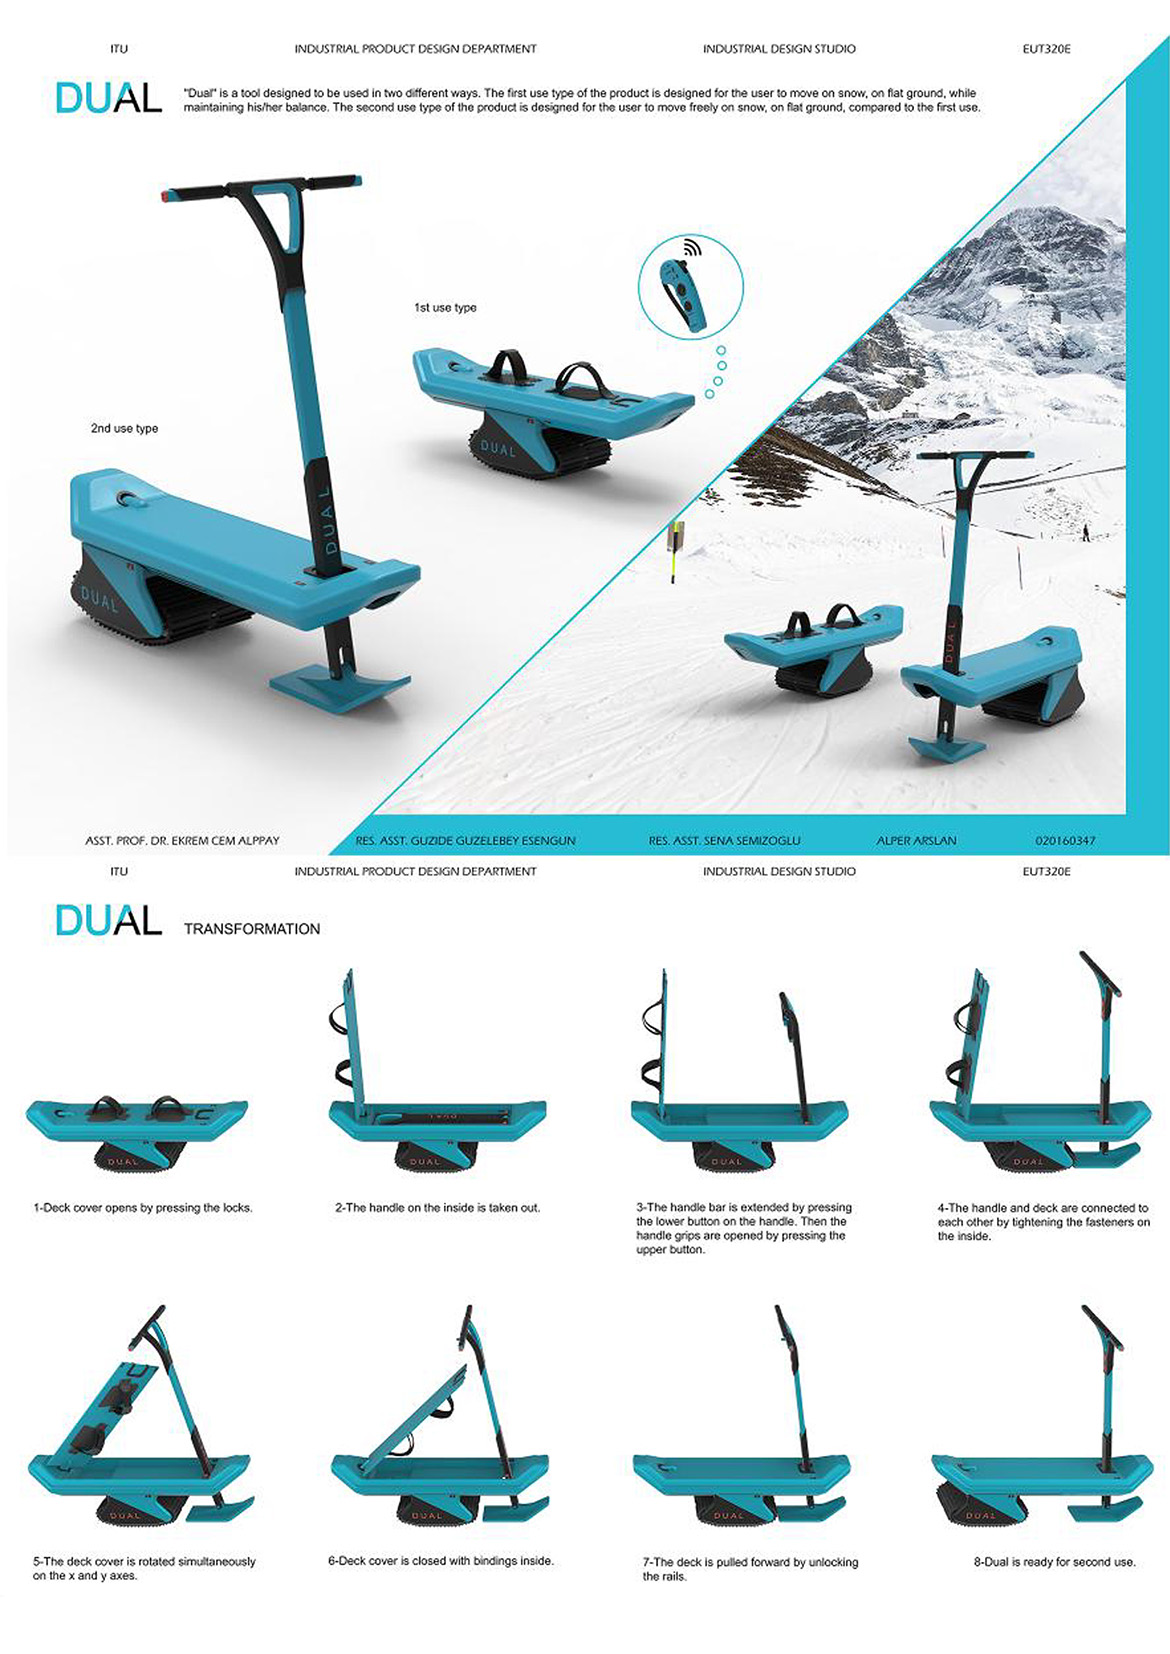 ITU INDUSTRIAL PRODUCT DESIGN DEPARTMENT INDUSTRIAL DESIGN STUDIO EUT320E
DUAL
"Dual" is a tool designed to be used in two different ways. The first use type of the product is designed for the user to move on snow, on flat ground, while
maintaining his/her balance. The second use type of the product is designed for the user to move freely on snow, on flat ground, compared to the first use.
1st use type
DUAL
2nd use type
DUAL
DUAL
DUAL
ASST. PROF. DR. EKREM CEM ALPPAY RES. ASST. GUZIDE GUZELEBEY ESENGUN RES. ASST. SENA SEMIZOGLU ALPER ARSLAN 020160347
ITU INDUSTRIAL PRODUCT DESIGN DEPARTMENT INDUSTRIAL DESIGN STUDIO EUT320E
DUAL TRANSFORMATION
DUAL
DUAL
DUAL
DUAL
1-Deck cover opens by pressing the locks.
2-The handle on the inside is taken out.
3-The handle bar is extended by pressing
the lower button on the handle. Then the
handle grips are opened by pressing the
upper button.
4-The handle and deck are connected to
each other by tightening the fasteners on
the inside.
DUAL
DUAL
DUAL
DUAL
5-The deck cover is rotated simultaneously
on the x and y axes.
6-Deck cover is closed with bindings inside.
7-The deck is pulled forward by unlocking
the rails.
8-Dual is ready for second use.